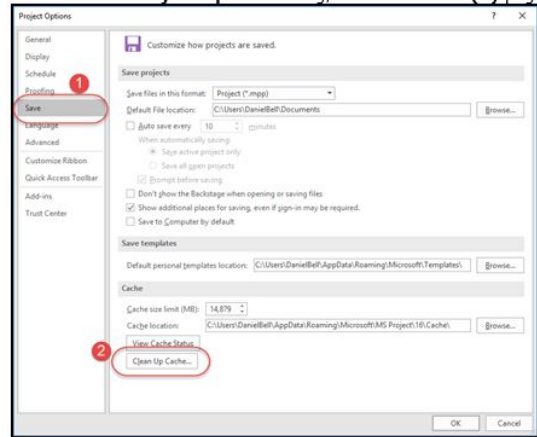 Project Options
? ×
General
Display
Schedule
Proofing
Save
Language
Advanced
Customize Ribbon
Quick Access Toolbar
Add-ins
Trust Center
1
Customize how projects are saved.
Save projects
Save files in this format: Project (*.mpp)
Default File location: C:\Users\DanielBell\Documents Browse...
Auto save every 10 minutes
When automatically saving:
Save active project only
Save all open projects
Prompt before saving
Don't show the Backstage when opening or saving files
Show additional places for saving, even if sign-in may be required.
Save to Computer by default
Save templates
Default personal templates location: C:\Users\DanielBell\AppData\Roaming\Microsoft\Templates\ Browse...
Cache
Cache size limit (MB): 14,879
Cache location: C:\Users\DanielBell\AppData\Roaming\Microsoft\MS Project\16\Cache\ Browse...
View Cache Status
2
Clean Up Cache...
OK Cancel